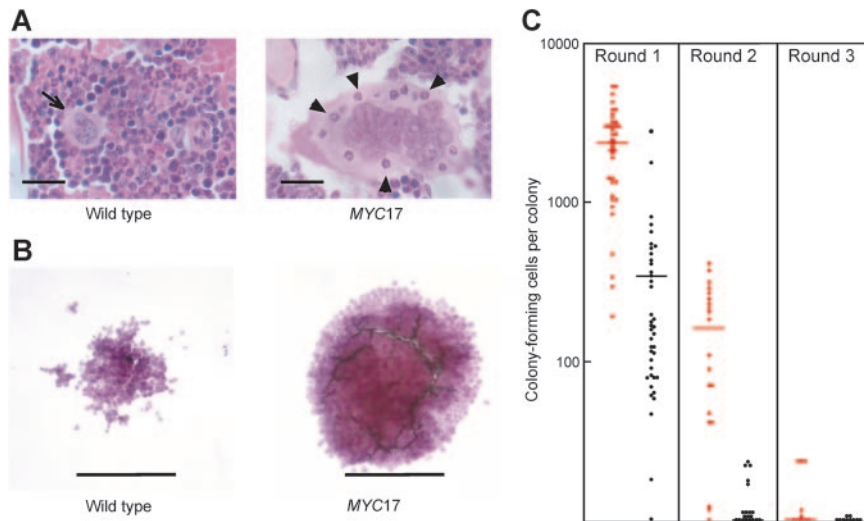 A
Wild type
MYC17
B
Wild type
MYC17
C
Colony-forming cells per colony
10000
1000
100
Round 1
Round 2
Round 3